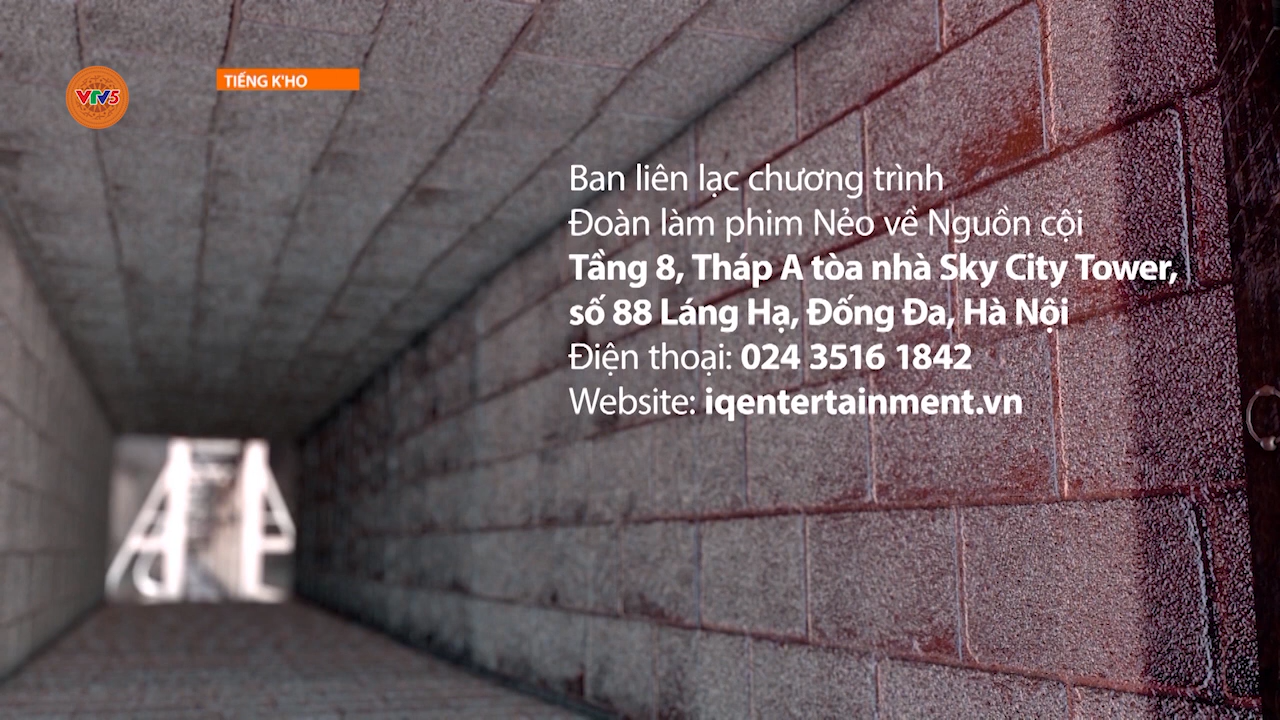 VTV5
TIẾNG K'HO
Ban liên lạc chương trình
Đoàn làm phim Nẻo về Nguồn cội
Tầng 8, Tháp A tòa nhà Sky City Tower,
số 88 Láng Hạ, Đống Đa, Hà Nội
Điện thoại: 024 3516 1842
Website: iqentertainment.vn